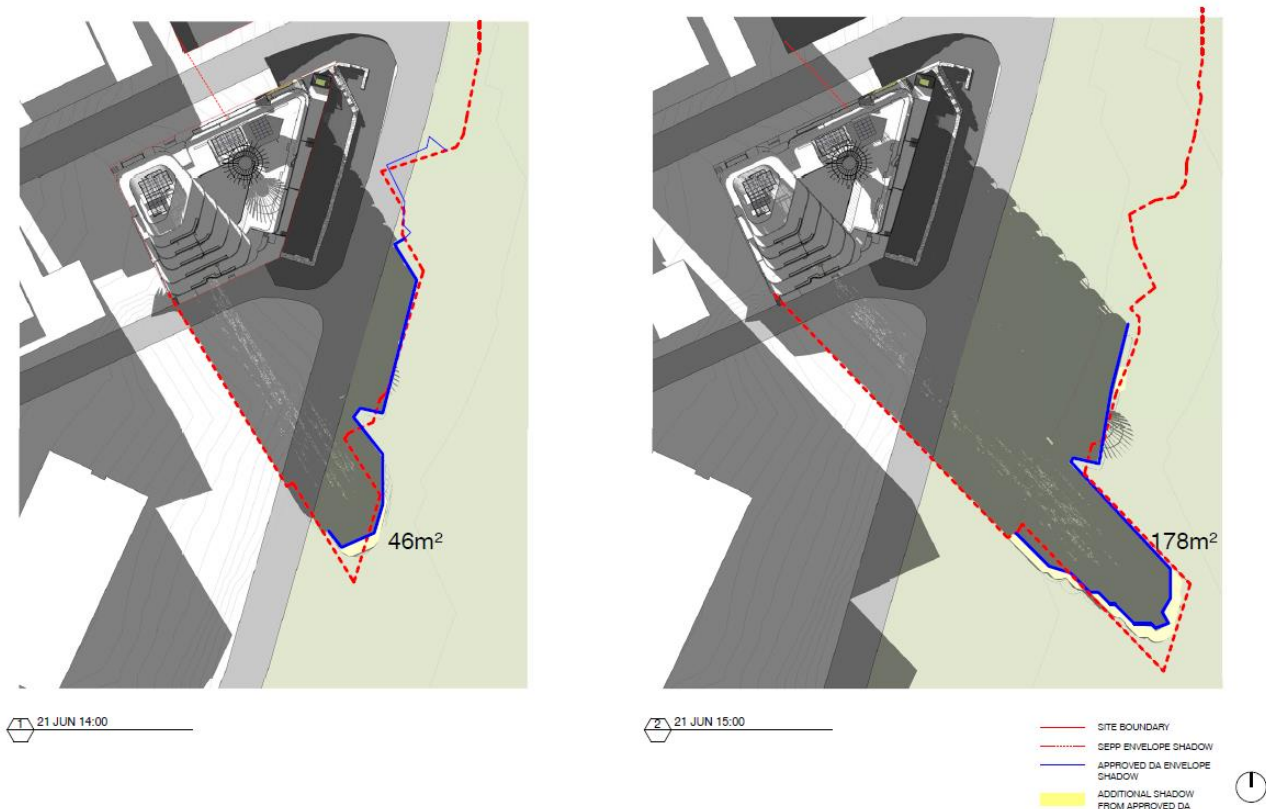 46m²
178m²
1 21 JUN 14:00
2 21 JUN 15:00
SITE BOUNDARY
SEPP ENVELOPE SHADOW
APPROVED DA ENVELOPE
SHADOW
ADDITIONAL SHADOW
FROM APPROVED DA